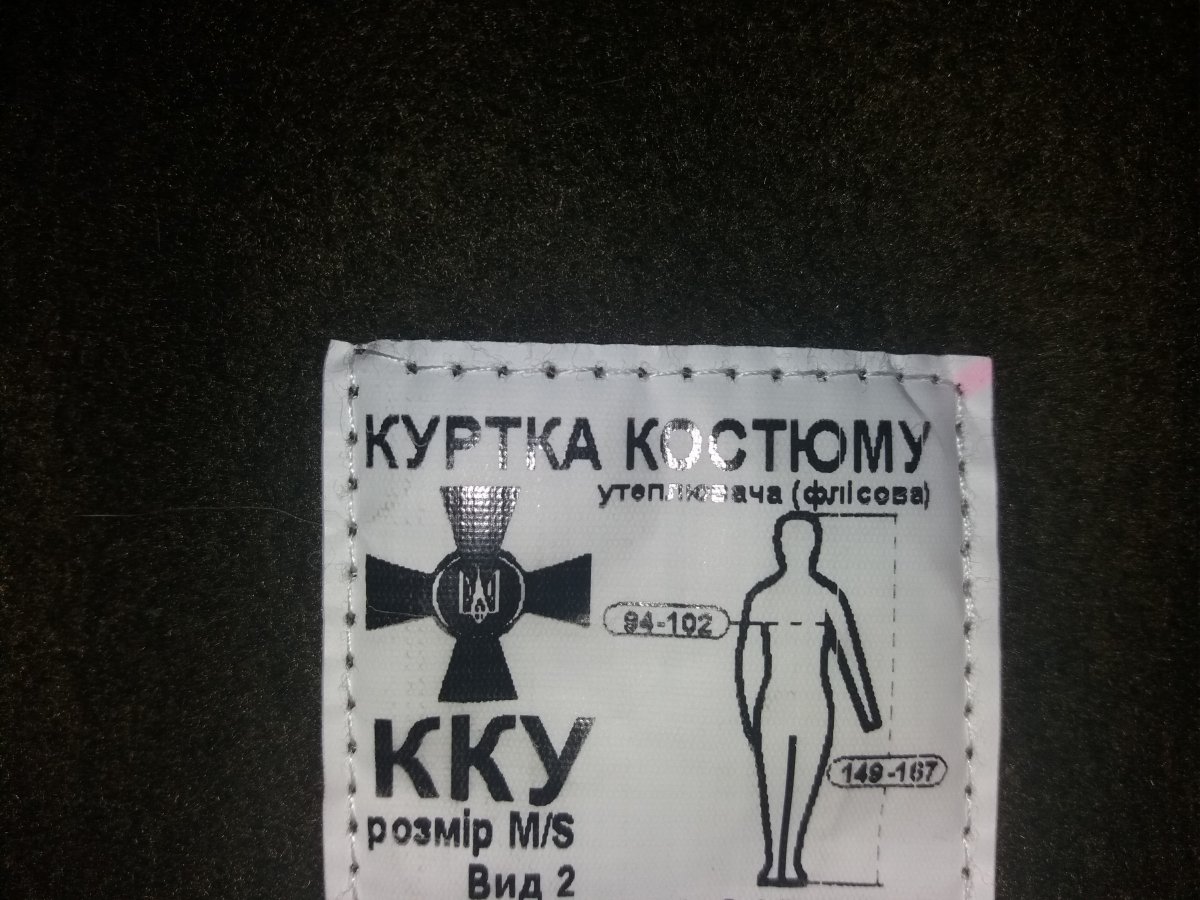 КУРТКА КОСТЮМУ
утеплювача (флісова)
94-102
149-167
ККУ
розмір M/S
Вид 2